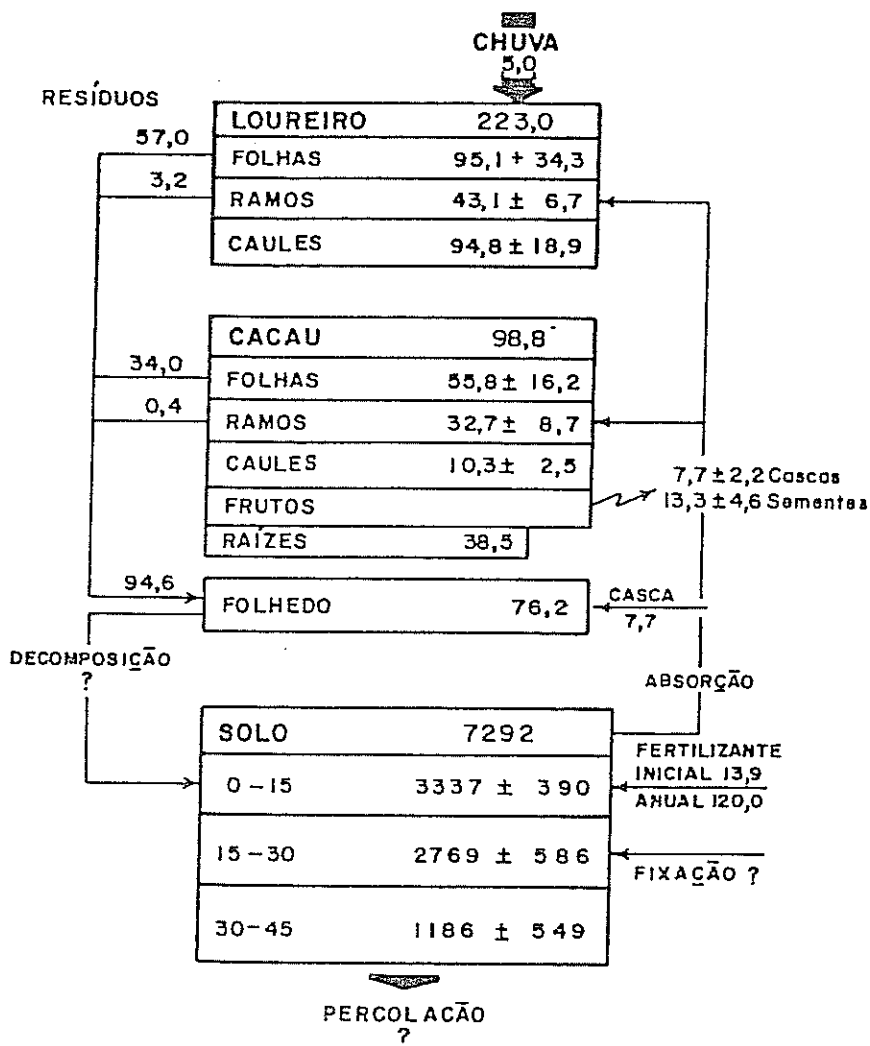 CHUVA
5,0
RESÍDUOS
LOUREIRO 223,0
57,0
FOLHAS 95,1 + 34,3
3,2
RAMOS 43,1 ± 6,7
CAULES 94,8 ± 18,9
CACAU 98,8
34,0
FOLHAS 55,8 ± 16,2
0,4
RAMOS 32,7 ± 8,7
CAULES 10,3 ± 2,5
7,7 ± 2,2 Cascas
FRUTOS
13,3 ± 4,6 Sementes
RAÍZES 38,5
94,6
FOLHEDO 76,2
CASCA
7,7
DECOMPOSIÇÃO
?
ABSORÇÃO
SOLO 7292
FERTILIZANTE
INICIAL 13,9
ANUAL 120,0
0-15 3337 ± 390
15-30 2769 ± 586
FIXAÇÃO ?
30-45 1186 ± 549
PERCOLACÃO
?